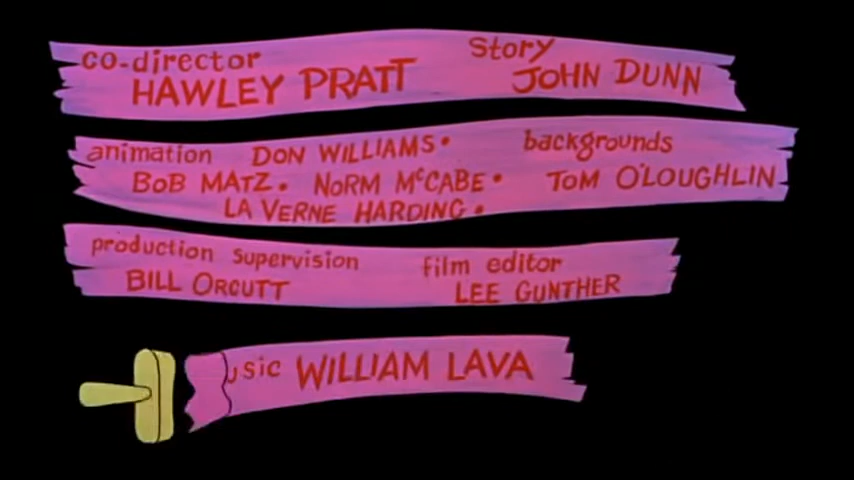 co-director
HAWLEY PRATT
Story
JOHN DUNN
animation DON WILLIAMS •
BOB MATZ • NORM McCABE •
LA VERNE HARDING •
backgrounds
TOM O'LOUGHLIN
production supervision
BILL ORCUTT
film editor
LEE GUNTHER
usic WILLIAM LAVA